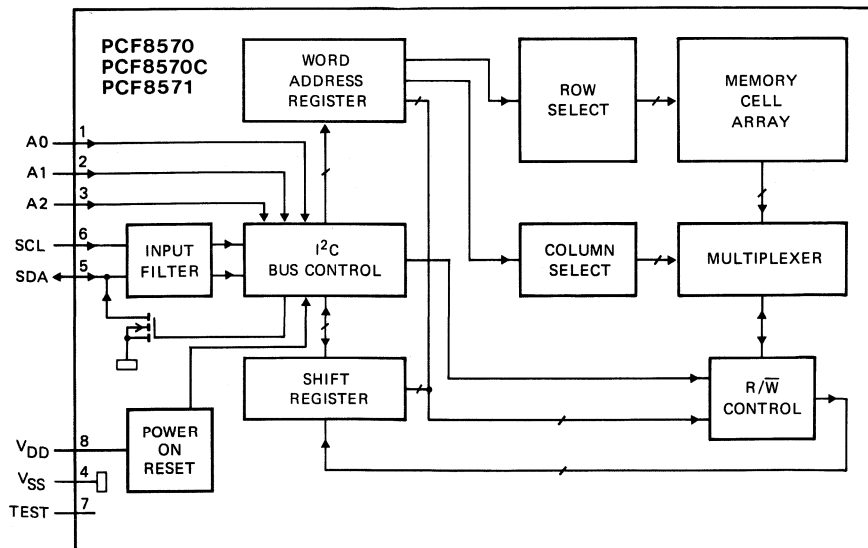 PCF8570
PCF8570C
PCF8571
WORD
ADDRESS
REGISTER
ROW
SELECT
MEMORY
CELL
ARRAY
A0
1
A1
2
A2
3
SCL
6
SDA
5
INPUT
FILTER
I²C
BUS CONTROL
COLUMN
SELECT
MULTIPLEXER
SHIFT
REGISTER
R/W̅
CONTROL
POWER
ON
RESET
VDD
8
VSS
4
TEST
7